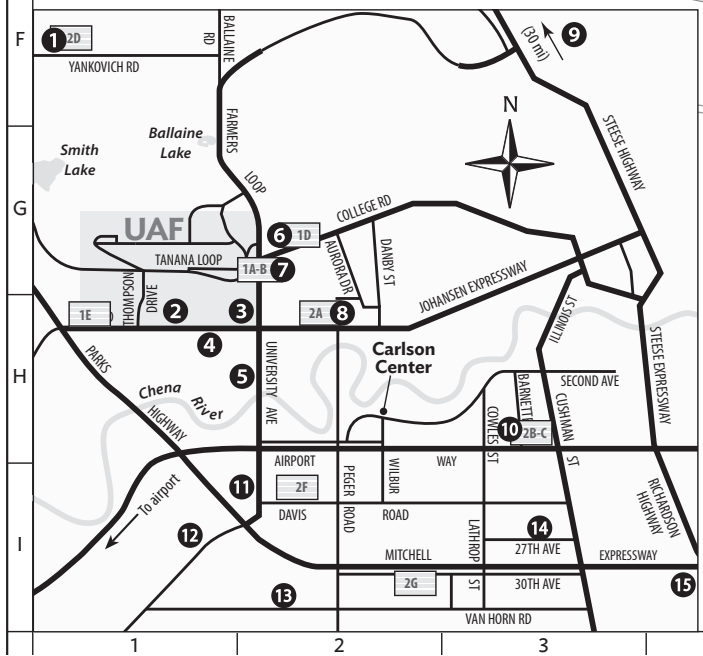 F
1
2D
YANKOVICH RD
RD
BALLAINE
(30 mi)
9
Smith
Lake
Ballaine
Lake
FARMERS
LOOP
N
STEESE HIGHWAY
G
UAF
TANANA LOOP
6
1D
1A-B
7
COLLEGE RD
AURORA DR
DANBY ST
JOHANSEN EXPRESSWAY
1E
THOMPSON
DRIVE
2
3
2A
8
ILLINOIS ST
H
PARKS
HIGHWAY
4
5
Chena
River
UNIVERSITY
AVE
Carlson
Center
SECOND AVE
BARNETTE
COWLES ST
10
2B-C
CUSHMAN
ST
STEESE EXPRESSWAY
AIRPORT
WAY
I
To airport
11
2F
PEGER
ROAD
WILBUR
DAVIS
ROAD
12
LATHROP
ST
14
27TH AVE
RICHARDSON
HIGHWAY
MITCHELL
EXPRESSWAY
2G
30TH AVE
15
13
VAN HORN RD
1
2
3